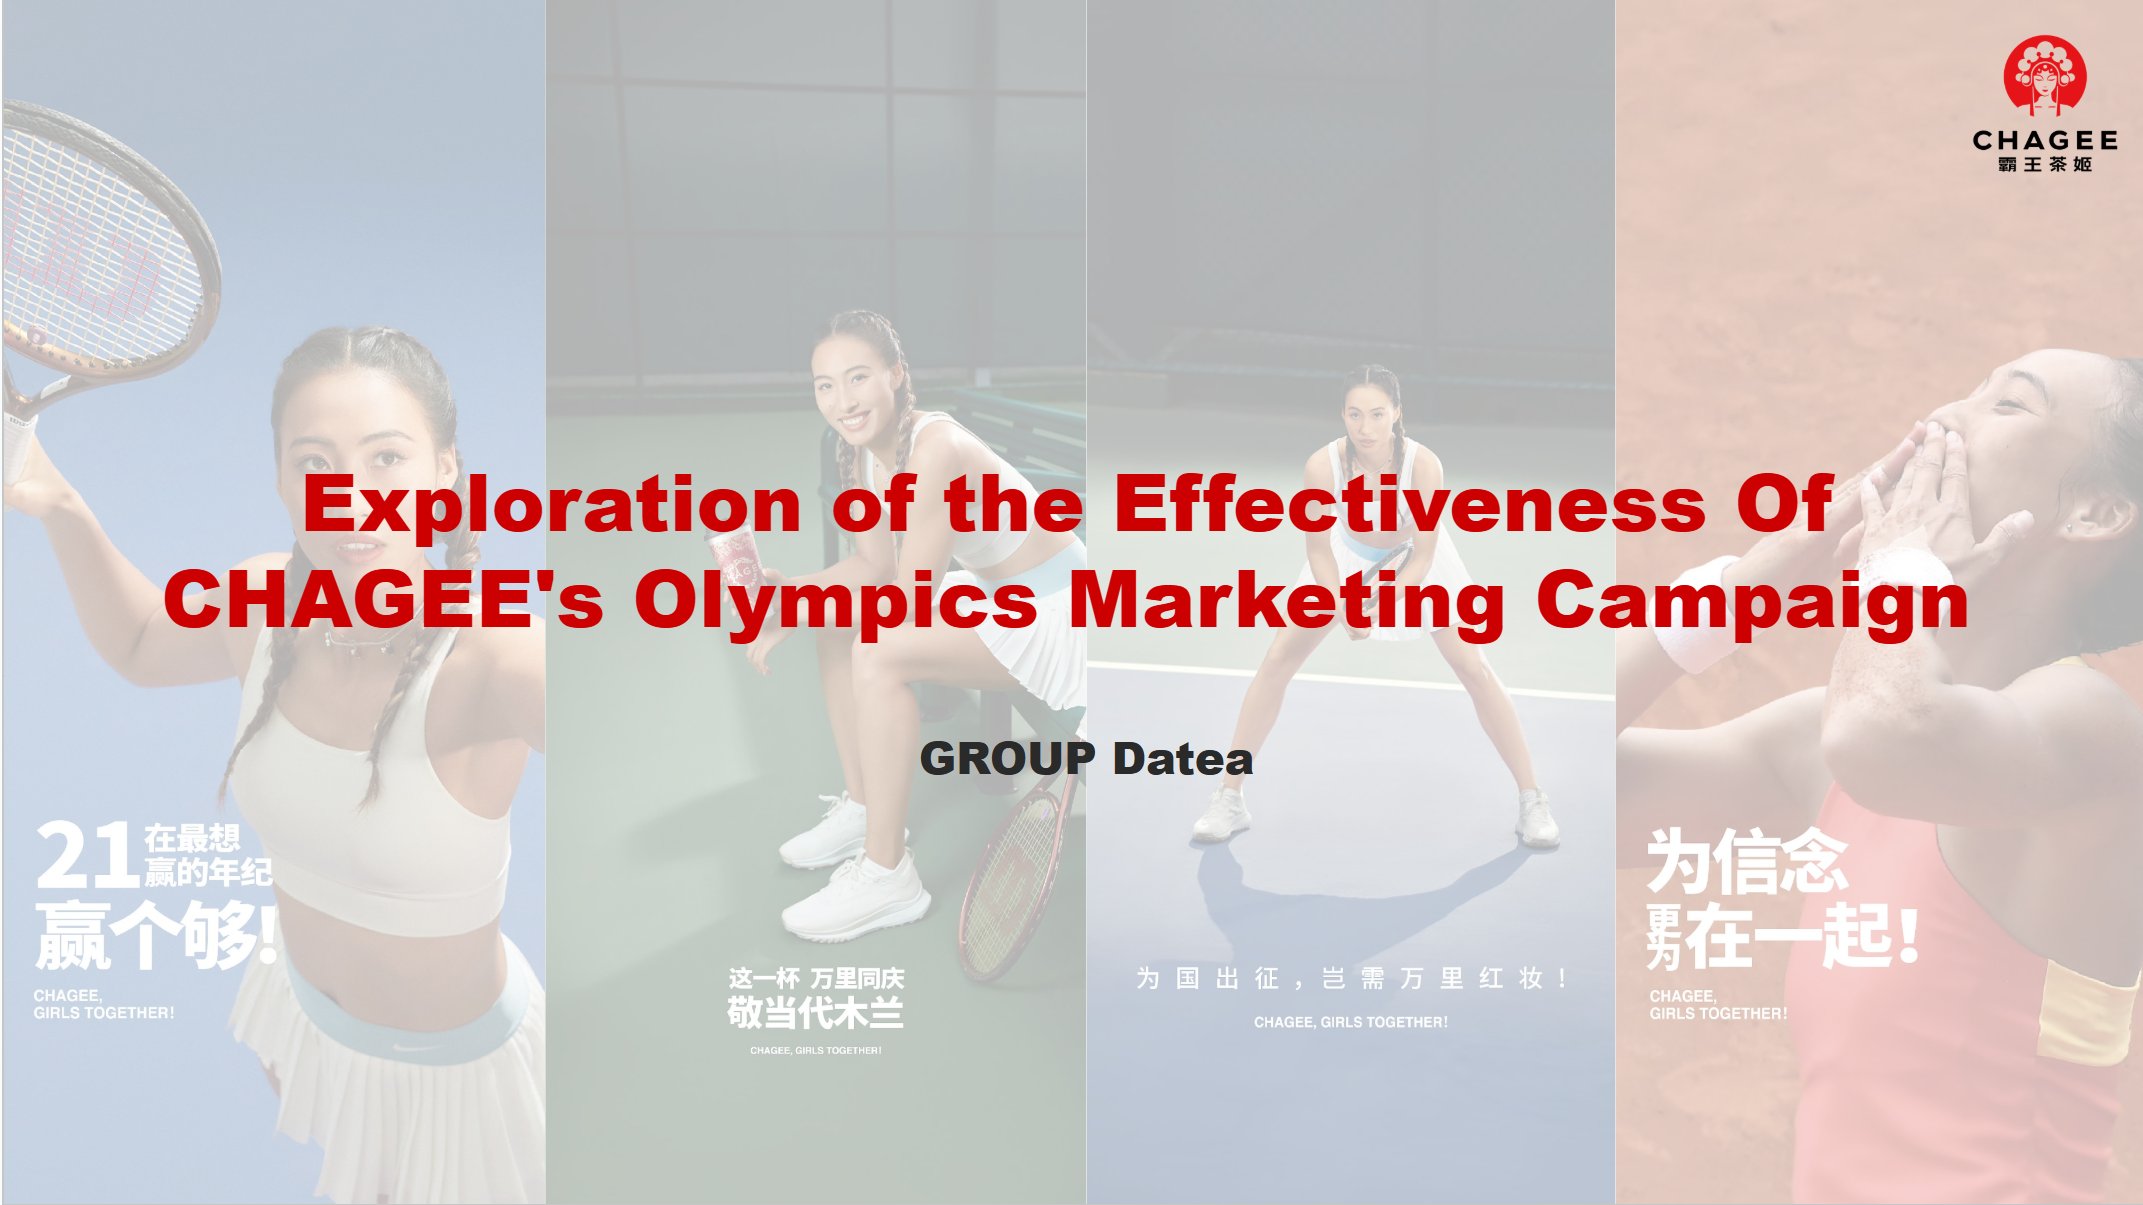 CHAGEE
霸王茶姬
Exploration of the Effectiveness Of
CHAGEE's Olympics Marketing Campaign
GROUP Datea
21 在最想
赢的年纪
赢个够!
CHAGEE,
GIRLS TOGETHER!
这一杯 万里同庆
敬当代木兰
CHAGEE, GIRLS TOGETHER!
为国出征，岂需万里红妆！
CHAGEE, GIRLS TOGETHER!
为信念
更为在一起!
CHAGEE,
GIRLS TOGETHER!